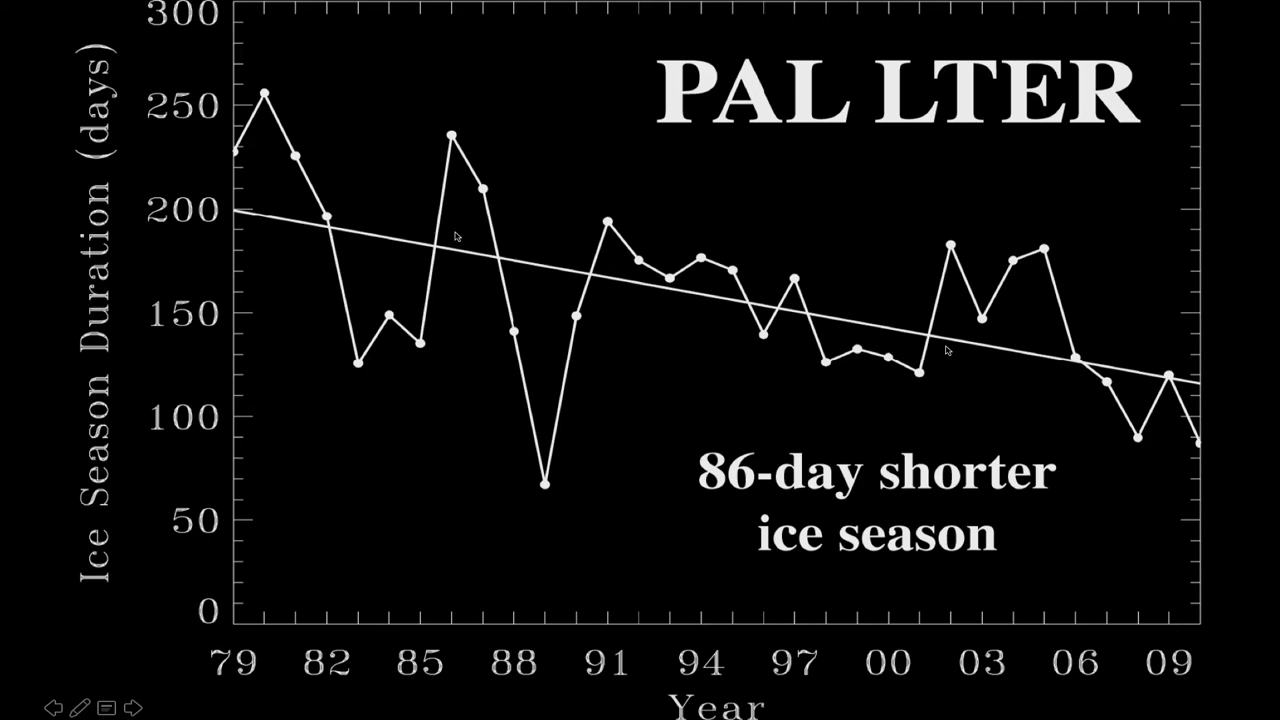 PAL LTER
Ice Season Duration (days)
300
250
200
150
100
50
0
86-day shorter
ice season
79 82 85 88 91 94 97 00 03 06 09
Year